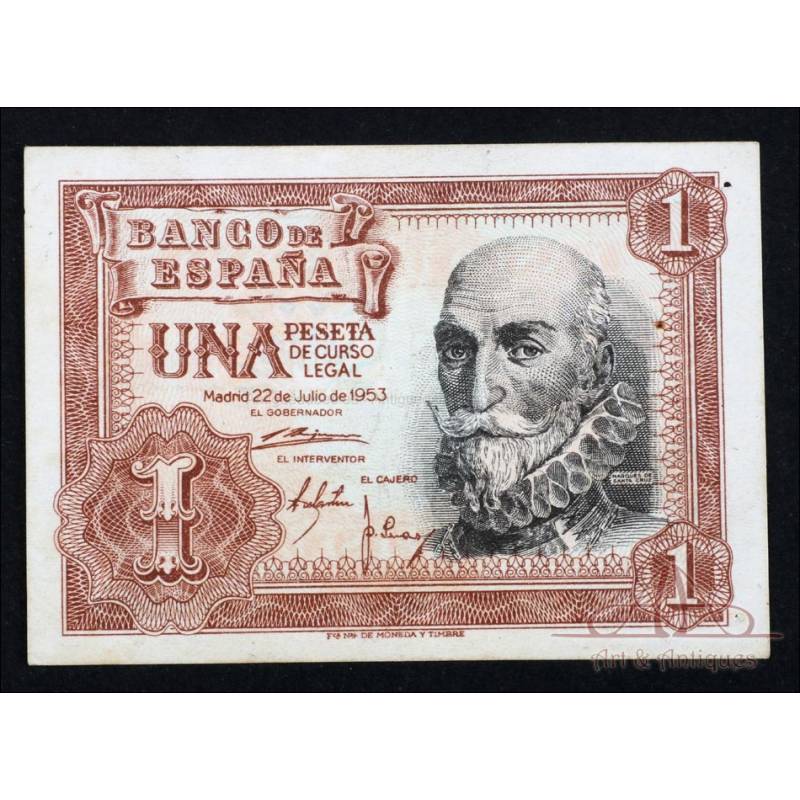 1
BANCO DE
ESPAÑA
UNA PESETA
DE CURSO
LEGAL
Madrid 22 de Julio de 1953
EL GOBERNADOR
EL INTERVENTOR
EL CAJERO
MARQUES DE
SANTA CRUZ
1
1
Fca Nal DE MONEDA Y TIMBRE
Art & Antiques